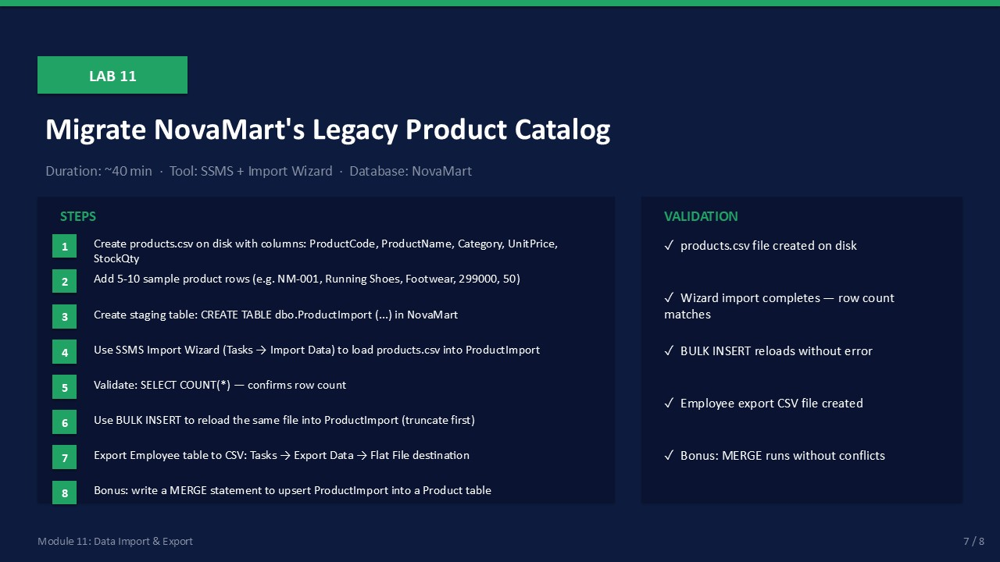 LAB 11
Migrate NovaMart's Legacy Product Catalog
Duration: ~40 min · Tool: SSMS + Import Wizard · Database: NovaMart
STEPS
1 Create products.csv on disk with columns: ProductCode, ProductName, Category, UnitPrice,
StockQty
2 Add 5-10 sample product rows (e.g. NM-001, Running Shoes, Footwear, 299000, 50)
3 Create staging table: CREATE TABLE dbo.ProductImport (...) in NovaMart
4 Use SSMS Import Wizard (Tasks → Import Data) to load products.csv into ProductImport
5 Validate: SELECT COUNT(*) — confirms row count
6 Use BULK INSERT to reload the same file into ProductImport (truncate first)
7 Export Employee table to CSV: Tasks → Export Data → Flat File destination
8 Bonus: write a MERGE statement to upsert ProductImport into a Product table
VALIDATION
✓ products.csv file created on disk
✓ Wizard import completes — row count
matches
✓ BULK INSERT reloads without error
✓ Employee export CSV file created
✓ Bonus: MERGE runs without conflicts
Module 11: Data Import & Export
7 / 8